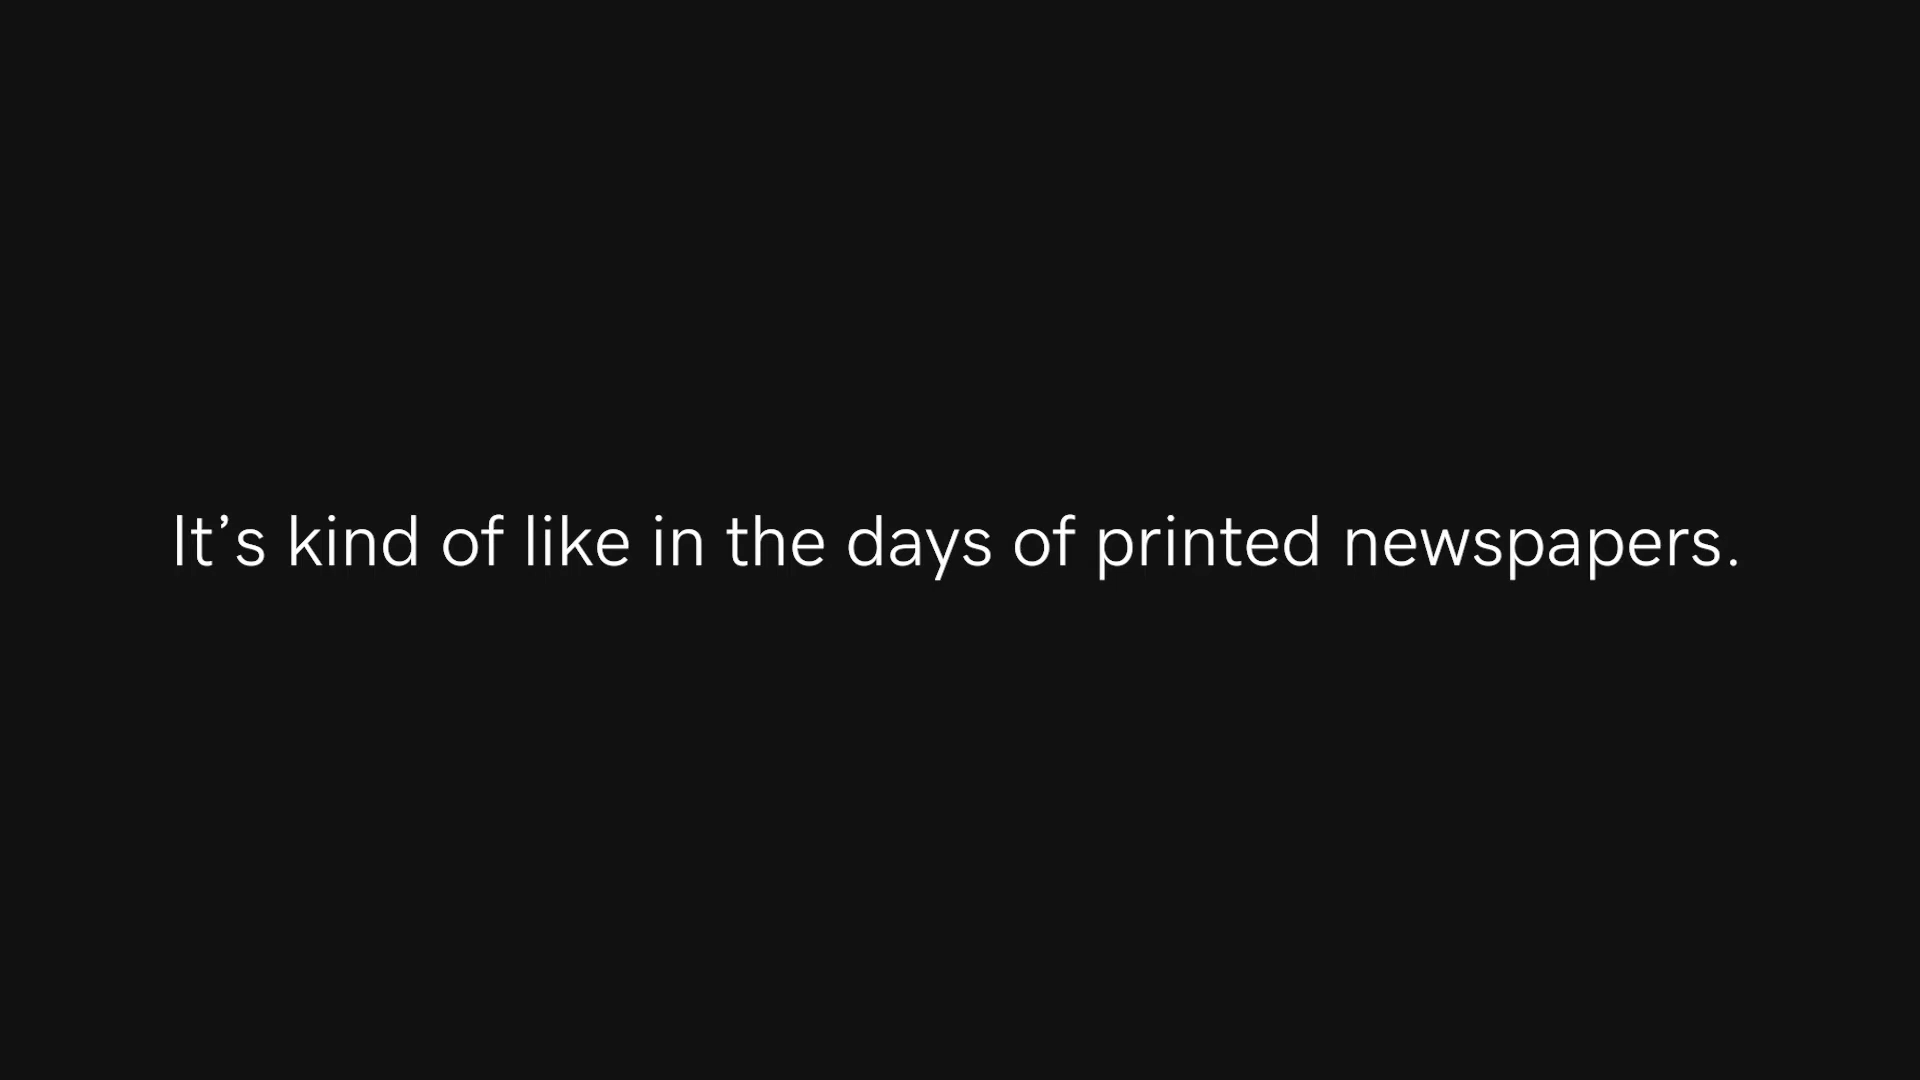 It’s kind of like in the days of printed newspapers.